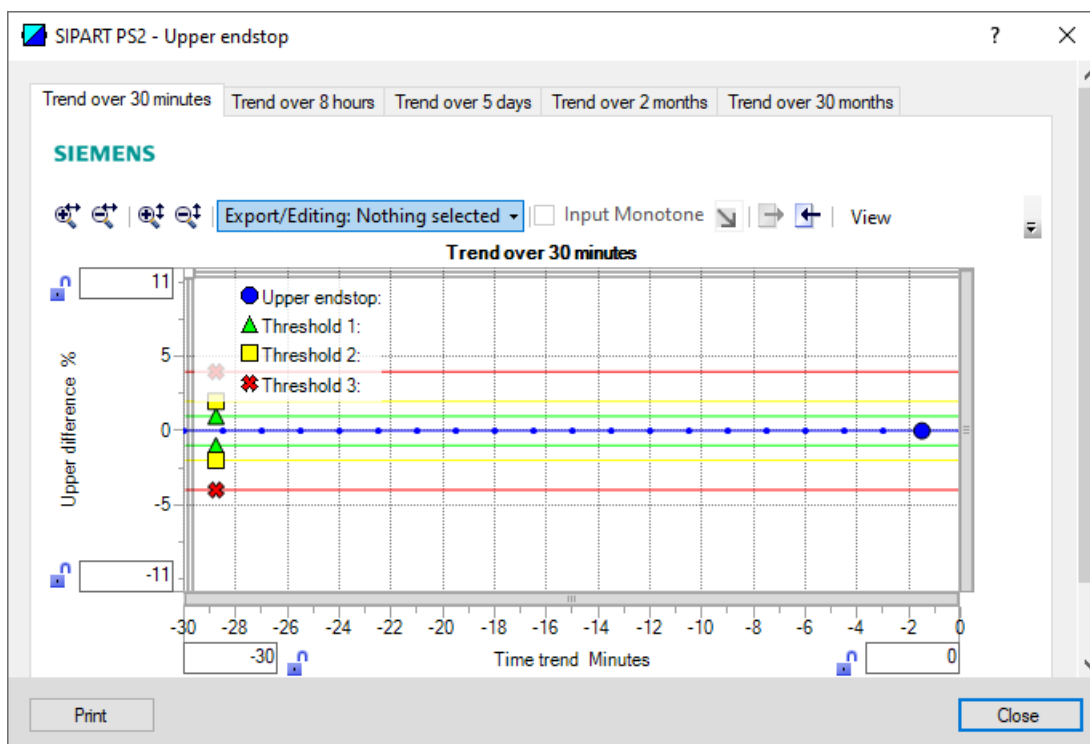 SIPART PS2 - Upper endstop ?
Trend over 30 minutes Trend over 8 hours Trend over 5 days Trend over 2 months Trend over 30 months
SIEMENS
Export/Editing: Nothing selected Input Monotone View
Trend over 30 minutes
11
Upper endstop:
Threshold 1:
5
Threshold 2:
Threshold 3:
0
Upper difference %
-5
-11
-30 -28 -26 -24 -22 -20 -18 -16 -14 -12 -10 -8 -6 -4 -2 0
-30 Time trend Minutes 0
Print Close